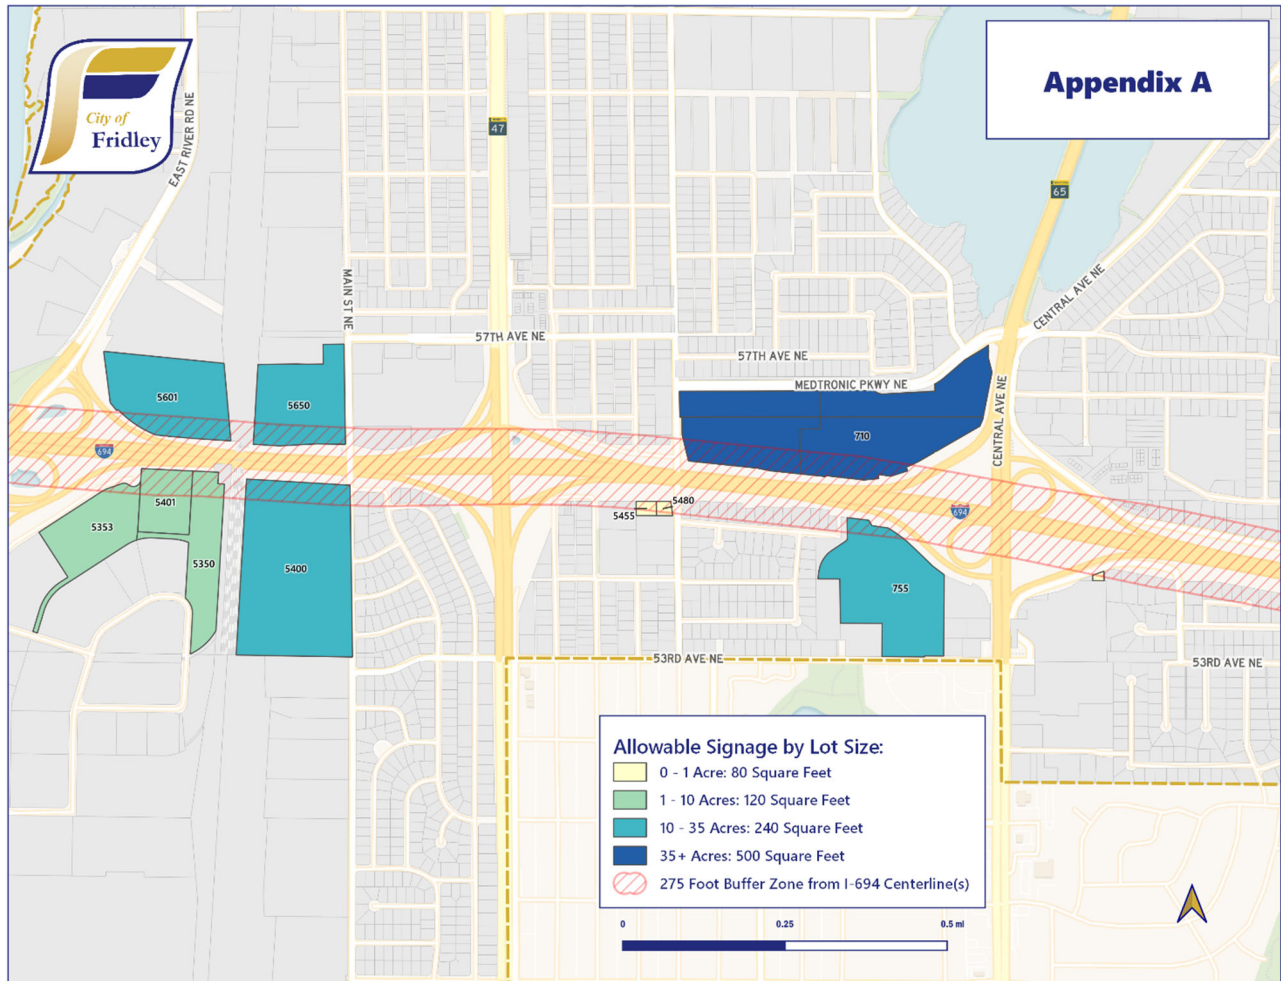 Appendix A
City of
Fridley
EAST RIVER RD NE
47
65
MAIN ST NE
CENTRAL AVE NE
57TH AVE NE
57TH AVE NE
MEDTRONIC PKWY NE
5601
5650
710
CENTRAL AVE NE
694
5401
5480
5455
694
5353
5350
5400
755
53RD AVE NE
53RD AVE NE
Allowable Signage by Lot Size:
0 - 1 Acre: 80 Square Feet
1 - 10 Acres: 120 Square Feet
10 - 35 Acres: 240 Square Feet
35+ Acres: 500 Square Feet
275 Foot Buffer Zone from I-694 Centerline(s)
0 0.25 0.5 mi